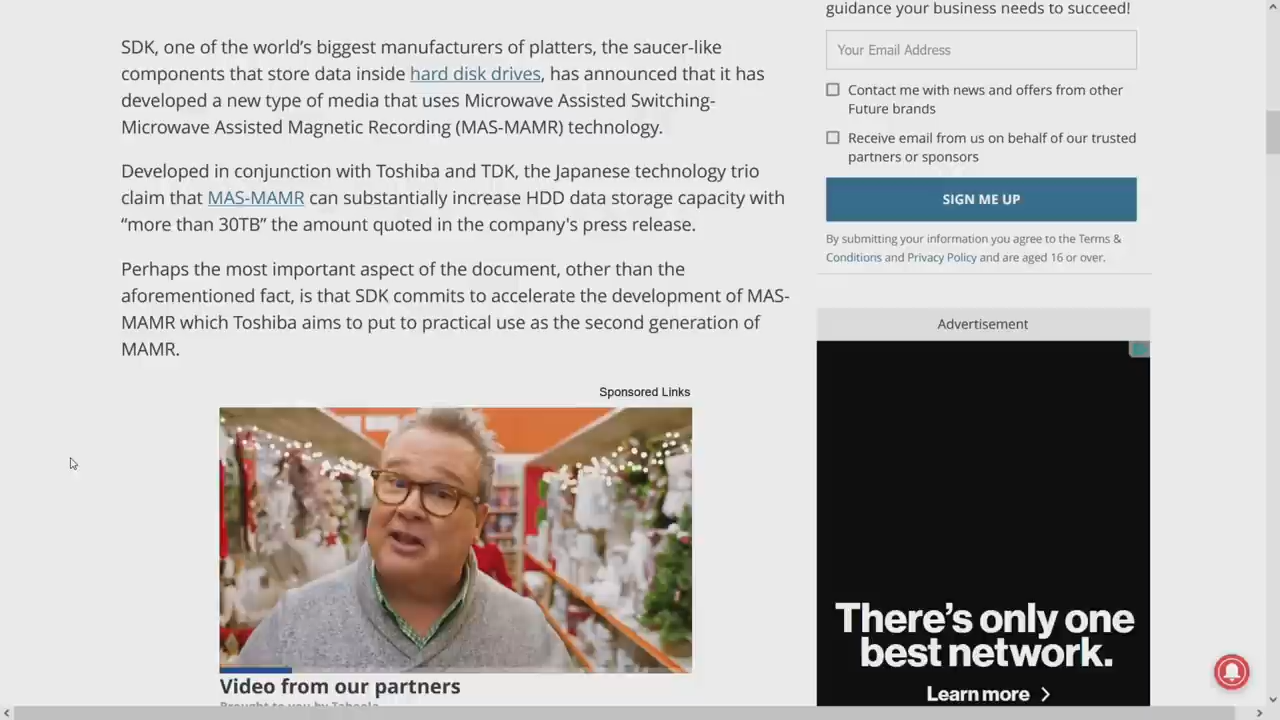 SDK, one of the world's biggest manufacturers of platters, the saucer-like
components that store data inside hard disk drives, has announced that it has
developed a new type of media that uses Microwave Assisted Switching-
Microwave Assisted Magnetic Recording (MAS-MAMR) technology.
Developed in conjunction with Toshiba and TDK, the Japanese technology trio
claim that MAS-MAMR can substantially increase HDD data storage capacity with
“more than 30TB” the amount quoted in the company's press release.
Perhaps the most important aspect of the document, other than the
aforementioned fact, is that SDK commits to accelerate the development of MAS-
MAMR which Toshiba aims to put to practical use as the second generation of
MAMR.
Sponsored Links
Video from our partners
Brought to you by Taboola
guidance your business needs to succeed!
Your Email Address
Contact me with news and offers from other
Future brands
Receive email from us on behalf of our trusted
partners or sponsors
SIGN ME UP
By submitting your information you agree to the Terms &
Conditions and Privacy Policy and are aged 16 or over.
Advertisement
There's only one
best network.
Learn more